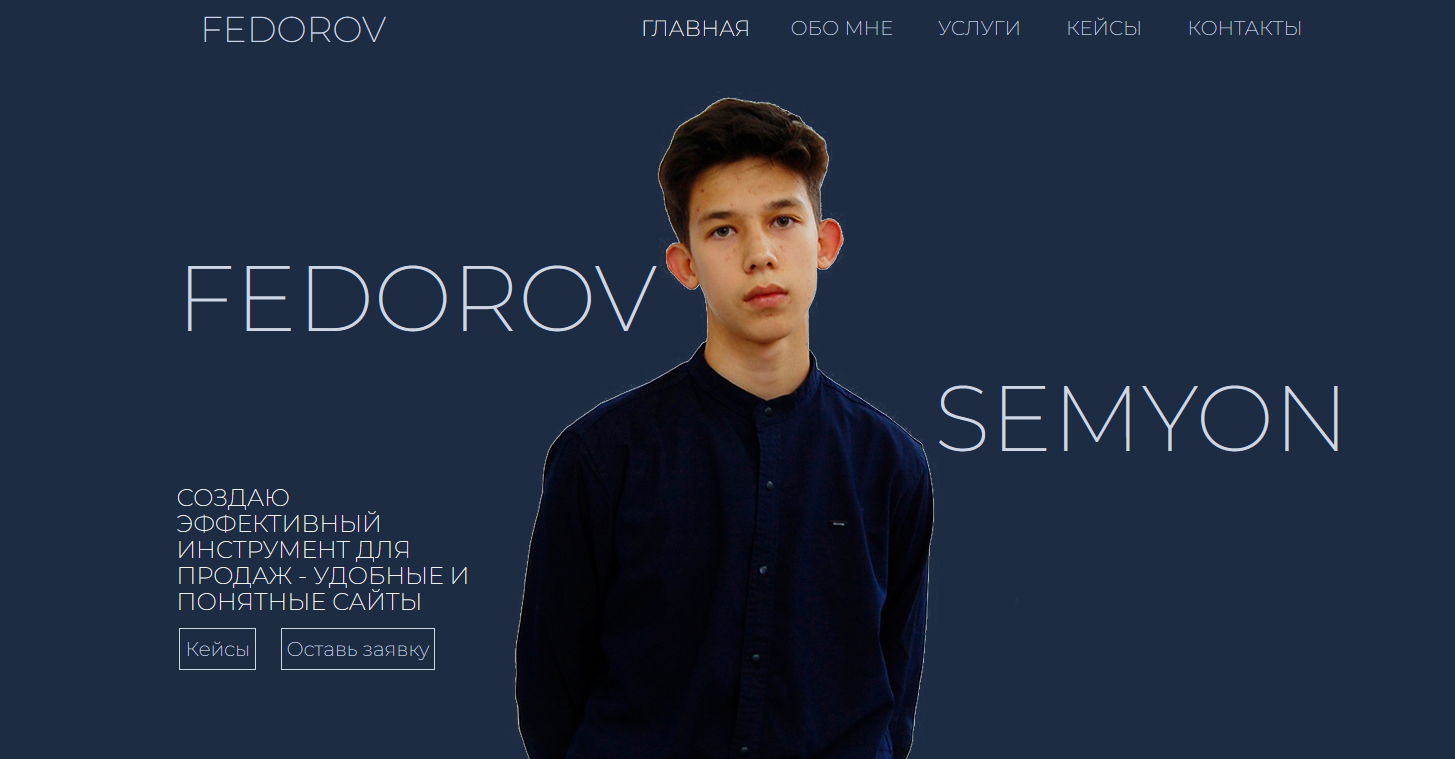 FEDOROV
ГЛАВНАЯ
ОБО МНЕ
УСЛУГИ
КЕЙСЫ
КОНТАКТЫ
FEDOROV
SEMYON
СОЗДАЮ
ЭФФЕКТИВНЫЙ
ИНСТРУМЕНТ ДЛЯ
ПРОДАЖ - УДОБНЫЕ И
ПОНЯТНЫЕ САЙТЫ
Кейсы
Оставь заявку